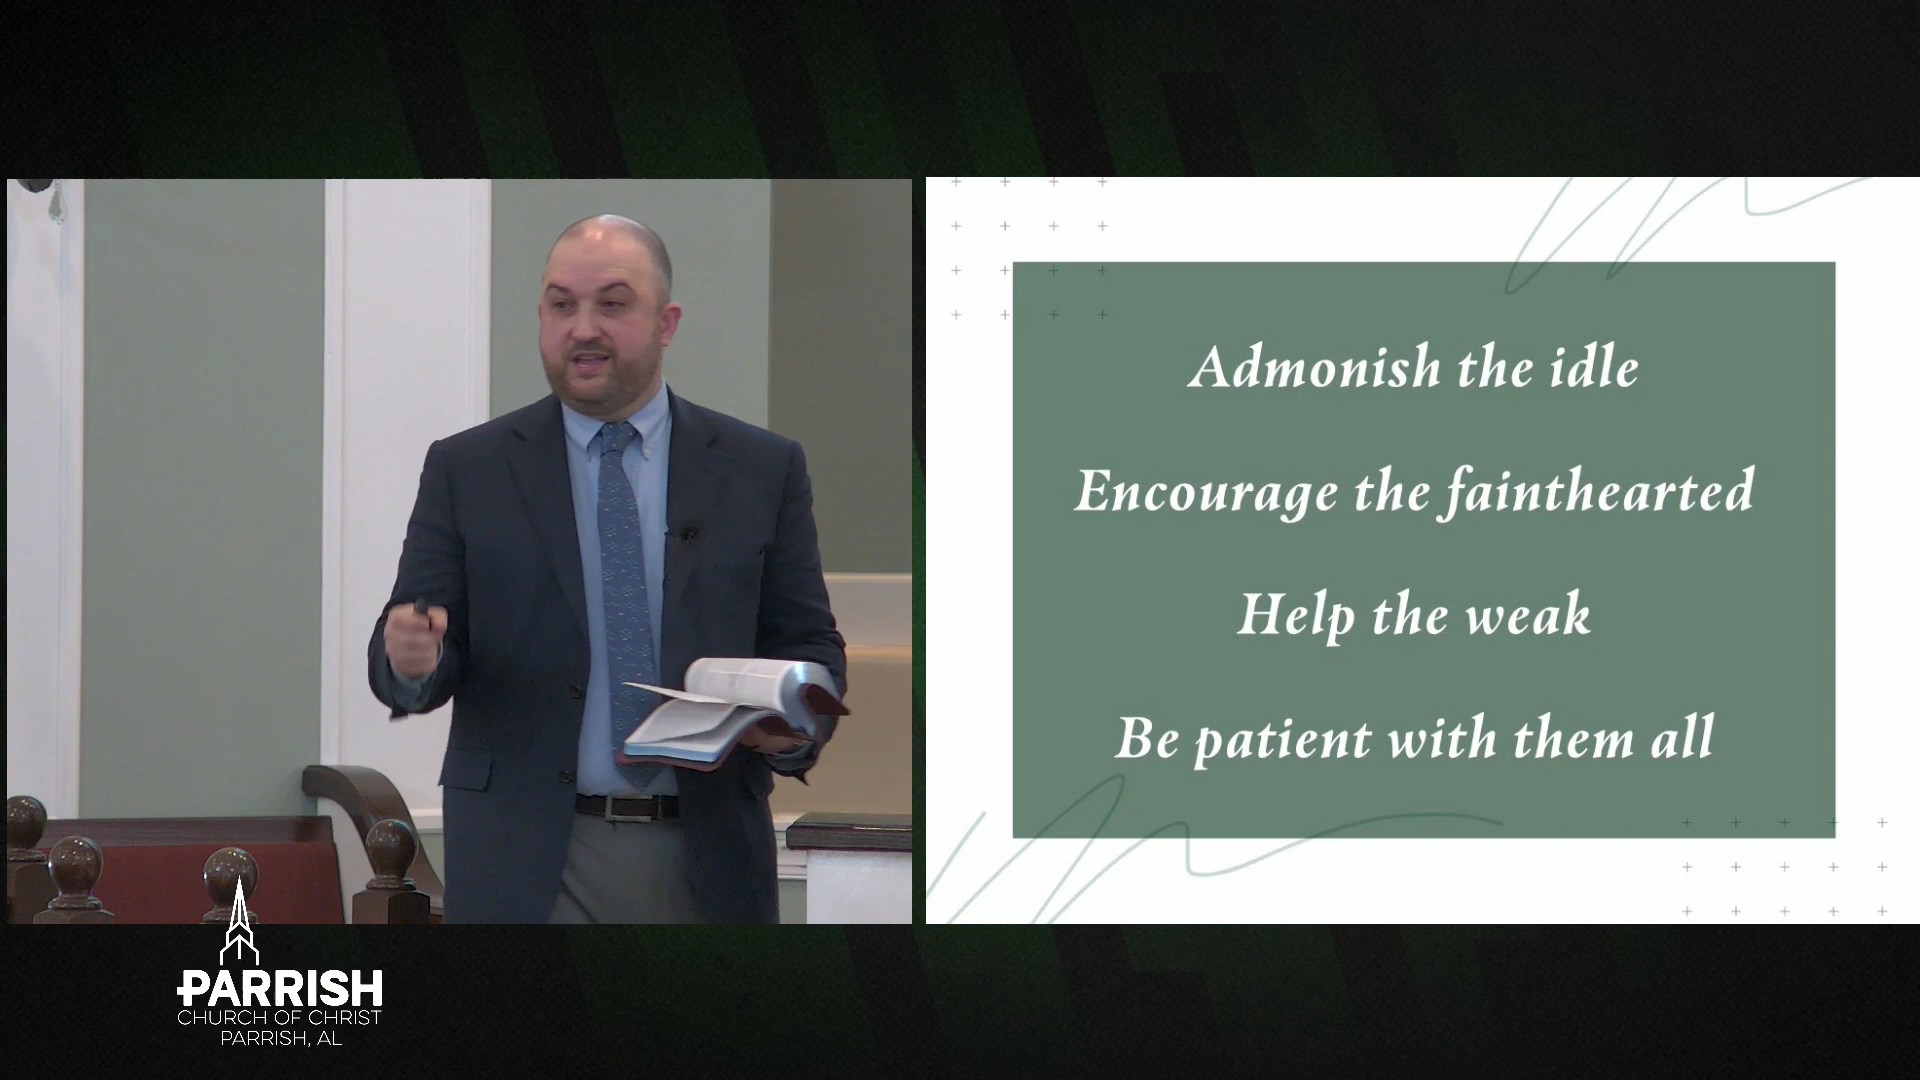 Admonish the idle
Encourage the fainthearted
Help the weak
Be patient with them all
PARRISH
CHURCH OF CHRIST
PARRISH, AL